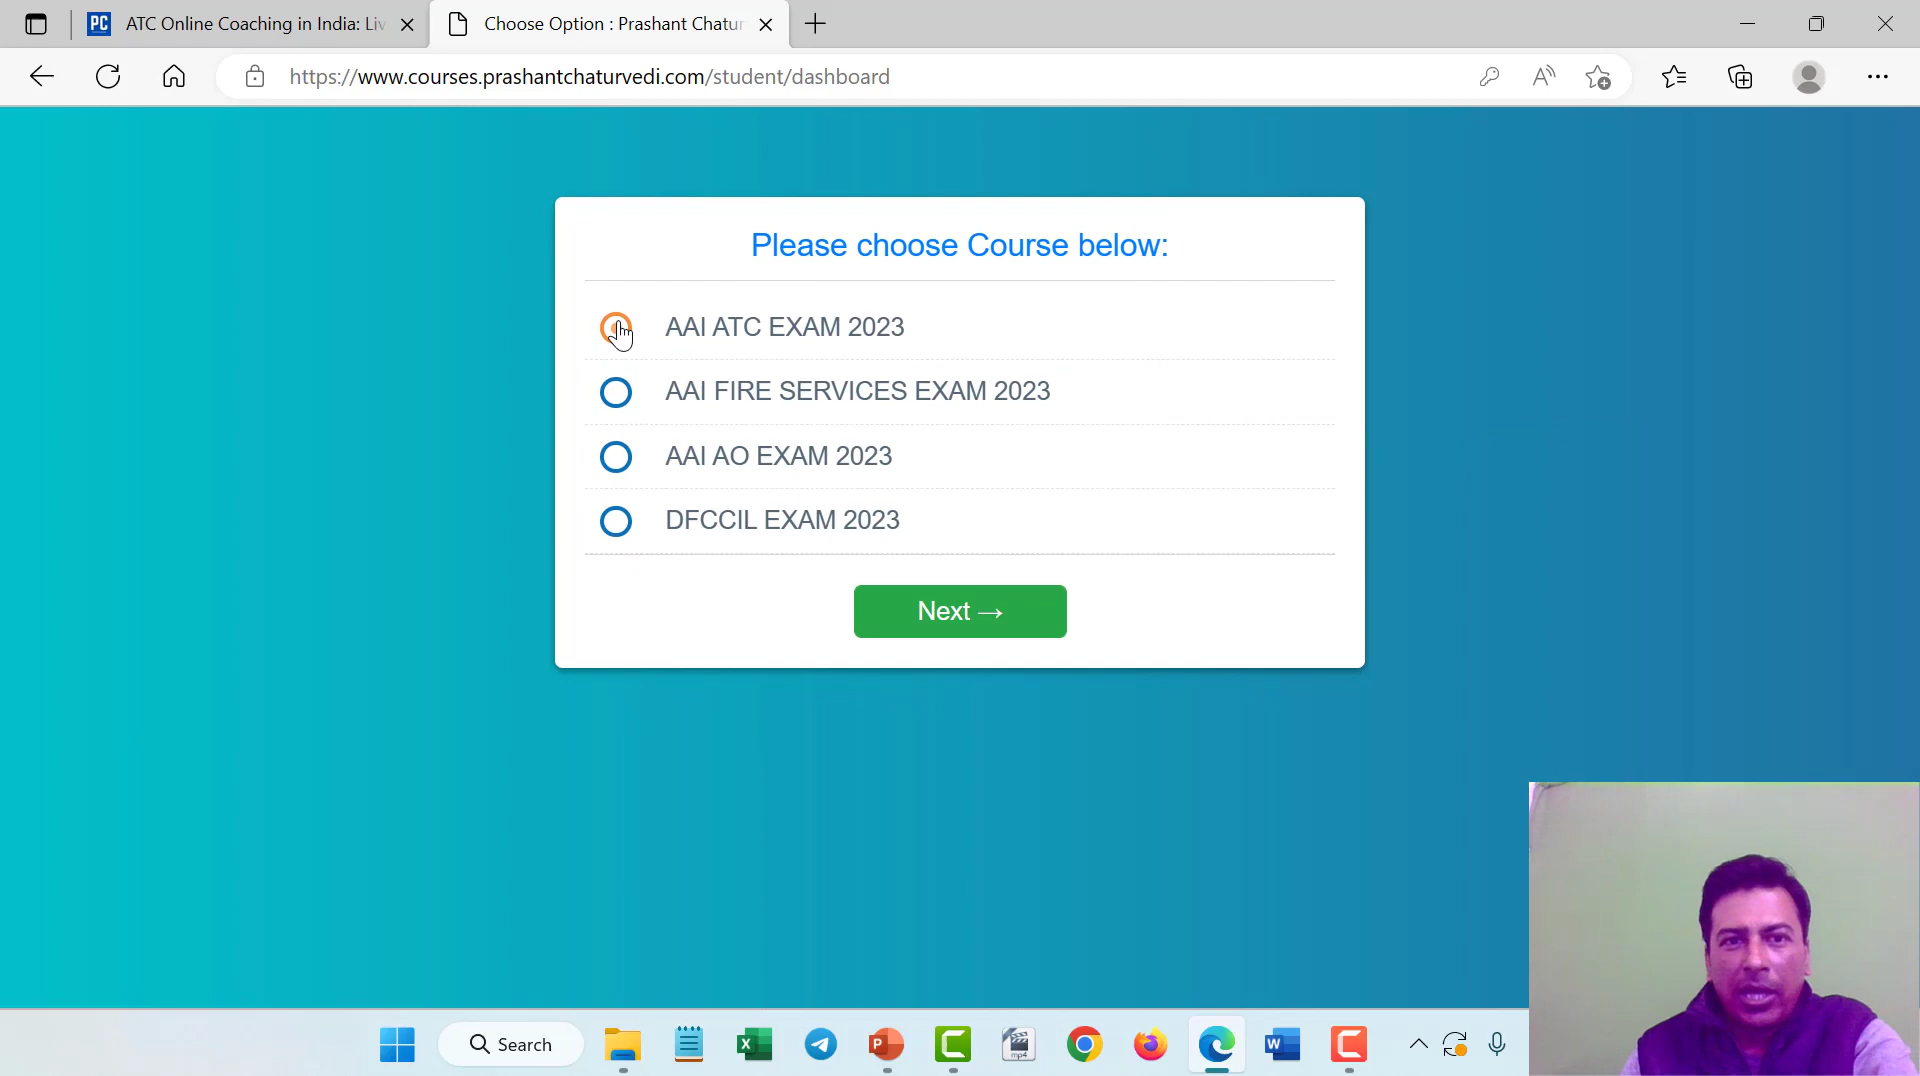 PC ATC Online Coaching in India: Liv
Choose Option : Prashant Chatur
https://www.courses.prashantchaturvedi.com/student/dashboard
Please choose Course below:
AAI ATC EXAM 2023
AAI FIRE SERVICES EXAM 2023
AAI AO EXAM 2023
DFCCIL EXAM 2023
Next →
Search
mp4